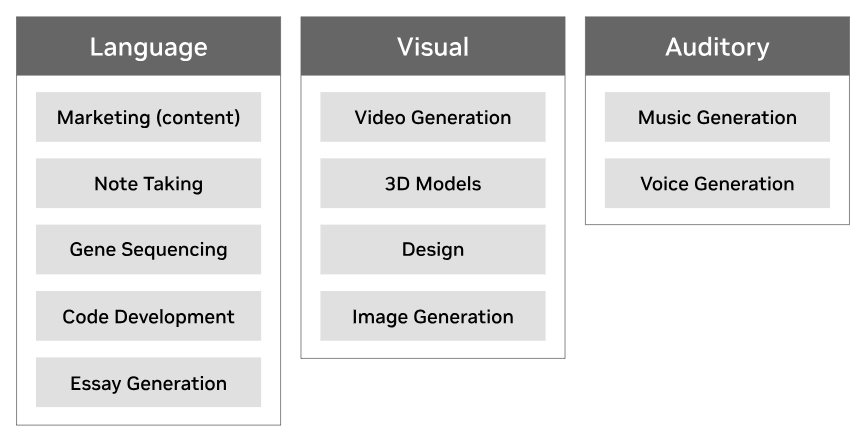 Language
Marketing (content)
Note Taking
Gene Sequencing
Code Development
Essay Generation
Visual
Video Generation
3D Models
Design
Image Generation
Auditory
Music Generation
Voice Generation